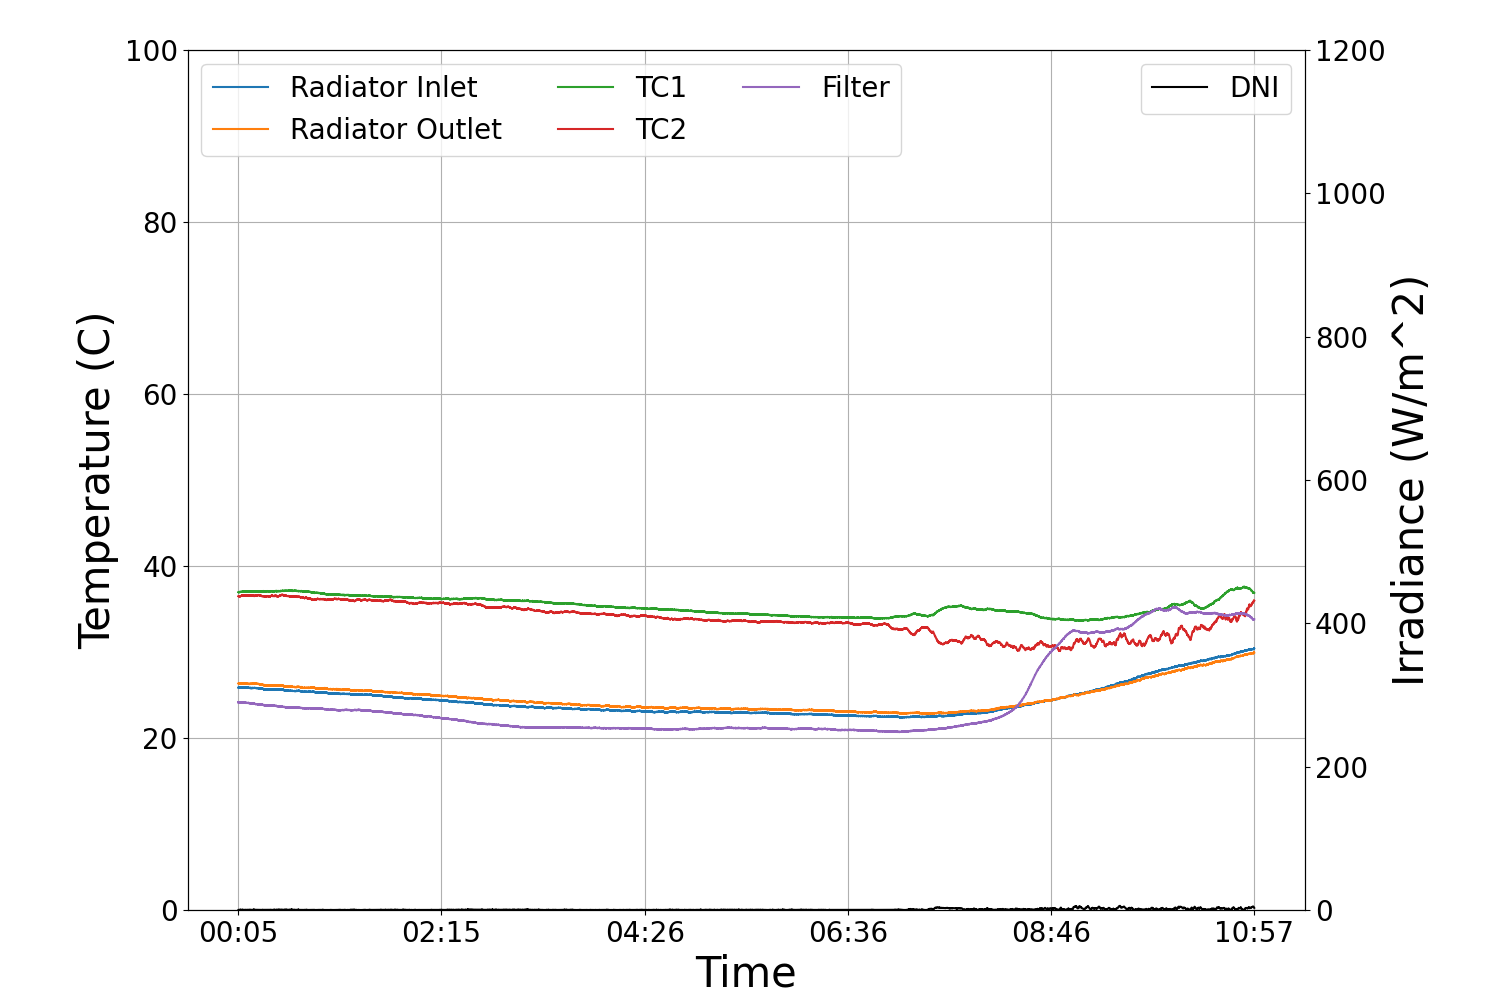 Radiator Inlet
Radiator Outlet
TC1
TC2
Filter
DNI
Temperature (C)
100
80
60
40
20
0
1200
1000
800
600
400
200
0
Irradiance (W/m^2)
00:05 02:15 04:26 06:36 08:46 10:57
Time